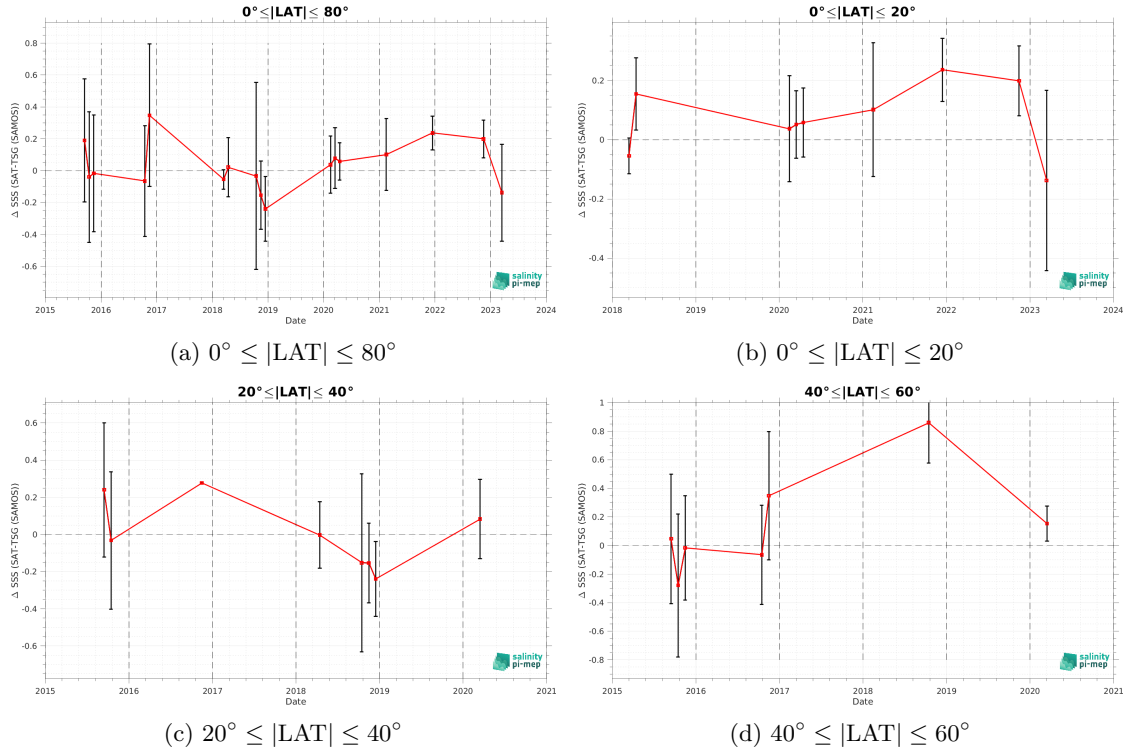 0°≤|LAT|≤ 80°
Δ SSS (SAT-TSG (SAMOS))
0.8
0.6
0.4
0.2
0
-0.2
-0.4
-0.6
2015 2016 2017 2018 2019 2020 2021 2022 2023 2024
Date
salinity
pi-mep
(a) 0° ≤ |LAT| ≤ 80°
0°≤|LAT|≤ 20°
Δ SSS (SAT-TSG (SAMOS))
0.2
0
-0.2
-0.4
2018 2019 2020 2021 2022 2023 2024
Date
salinity
pi-mep
(b) 0° ≤ |LAT| ≤ 20°
20°≤|LAT|≤ 40°
Δ SSS (SAT-TSG (SAMOS))
0.6
0.4
0.2
0
-0.2
-0.4
-0.6
2015 2016 2017 2018 2019 2020 2021
Date
salinity
pi-mep
(c) 20° ≤ |LAT| ≤ 40°
40°≤|LAT|≤ 60°
Δ SSS (SAT-TSG (SAMOS))
1
0.8
0.6
0.4
0.2
0
-0.2
-0.4
-0.6
-0.8
2015 2016 2017 2018 2019 2020 2021
Date
salinity
pi-mep
(d) 40° ≤ |LAT| ≤ 60°